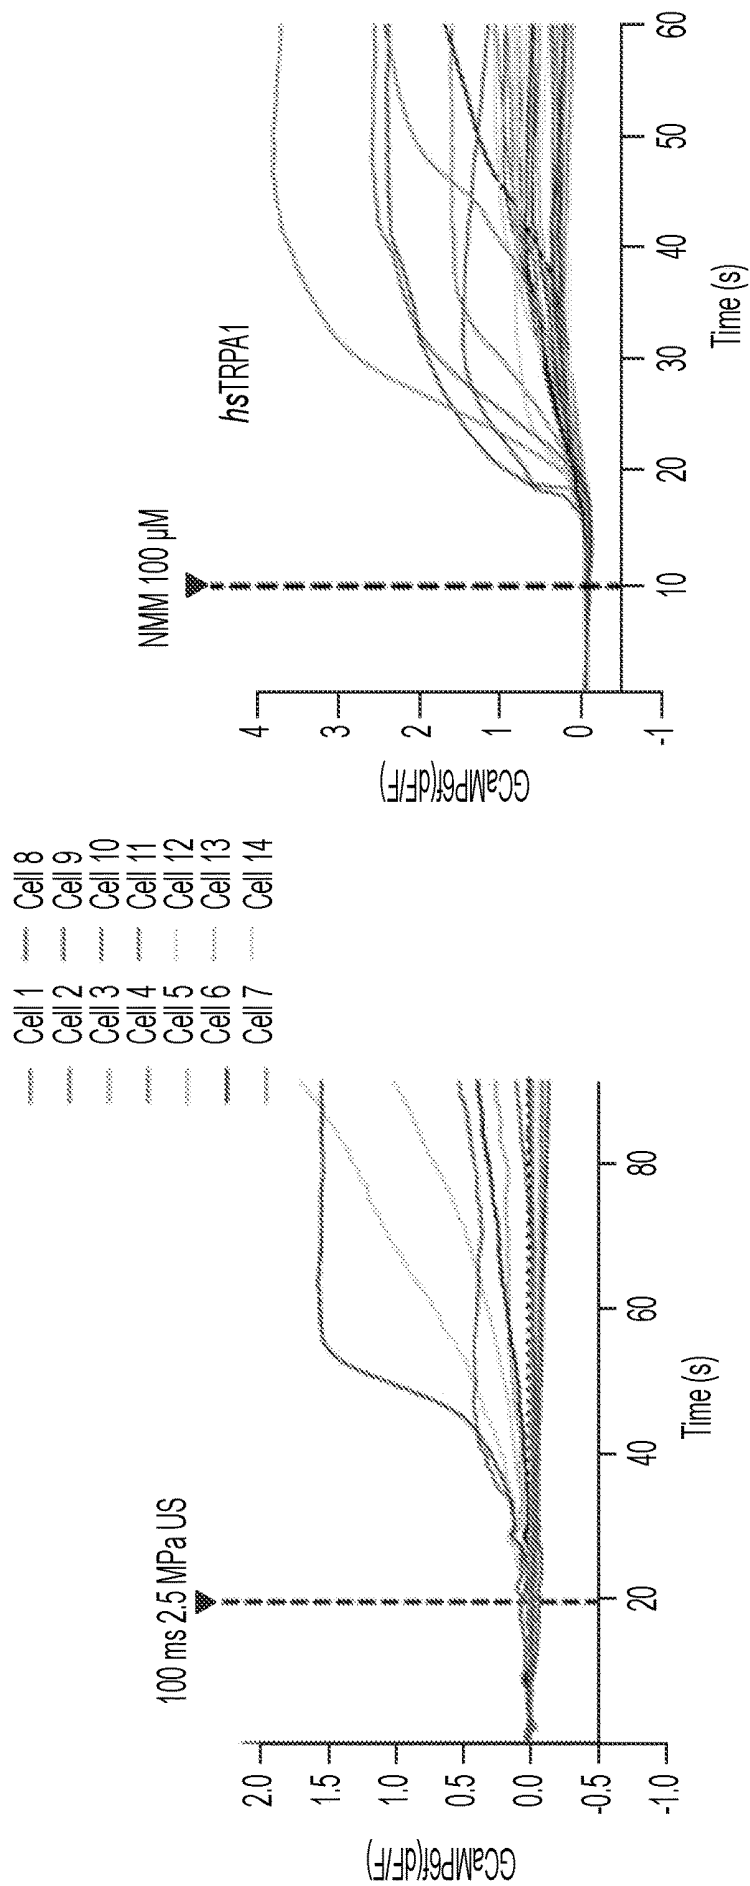 100 ms 2.5 MPa US
GCaMP6f(dF/F)
2.0
1.5
1.0
0.5
0.0
-0.5
-1.0
20
40
60
80
Time (s)
Cell 1
Cell 2
Cell 3
Cell 4
Cell 5
Cell 6
Cell 7
Cell 8
Cell 9
Cell 10
Cell 11
Cell 12
Cell 13
Cell 14
NMM 100 µM
hsTRPA1
GCaMP6f(dF/F)
4
3
2
1
0
-1
10
20
30
40
50
60
Time (s)